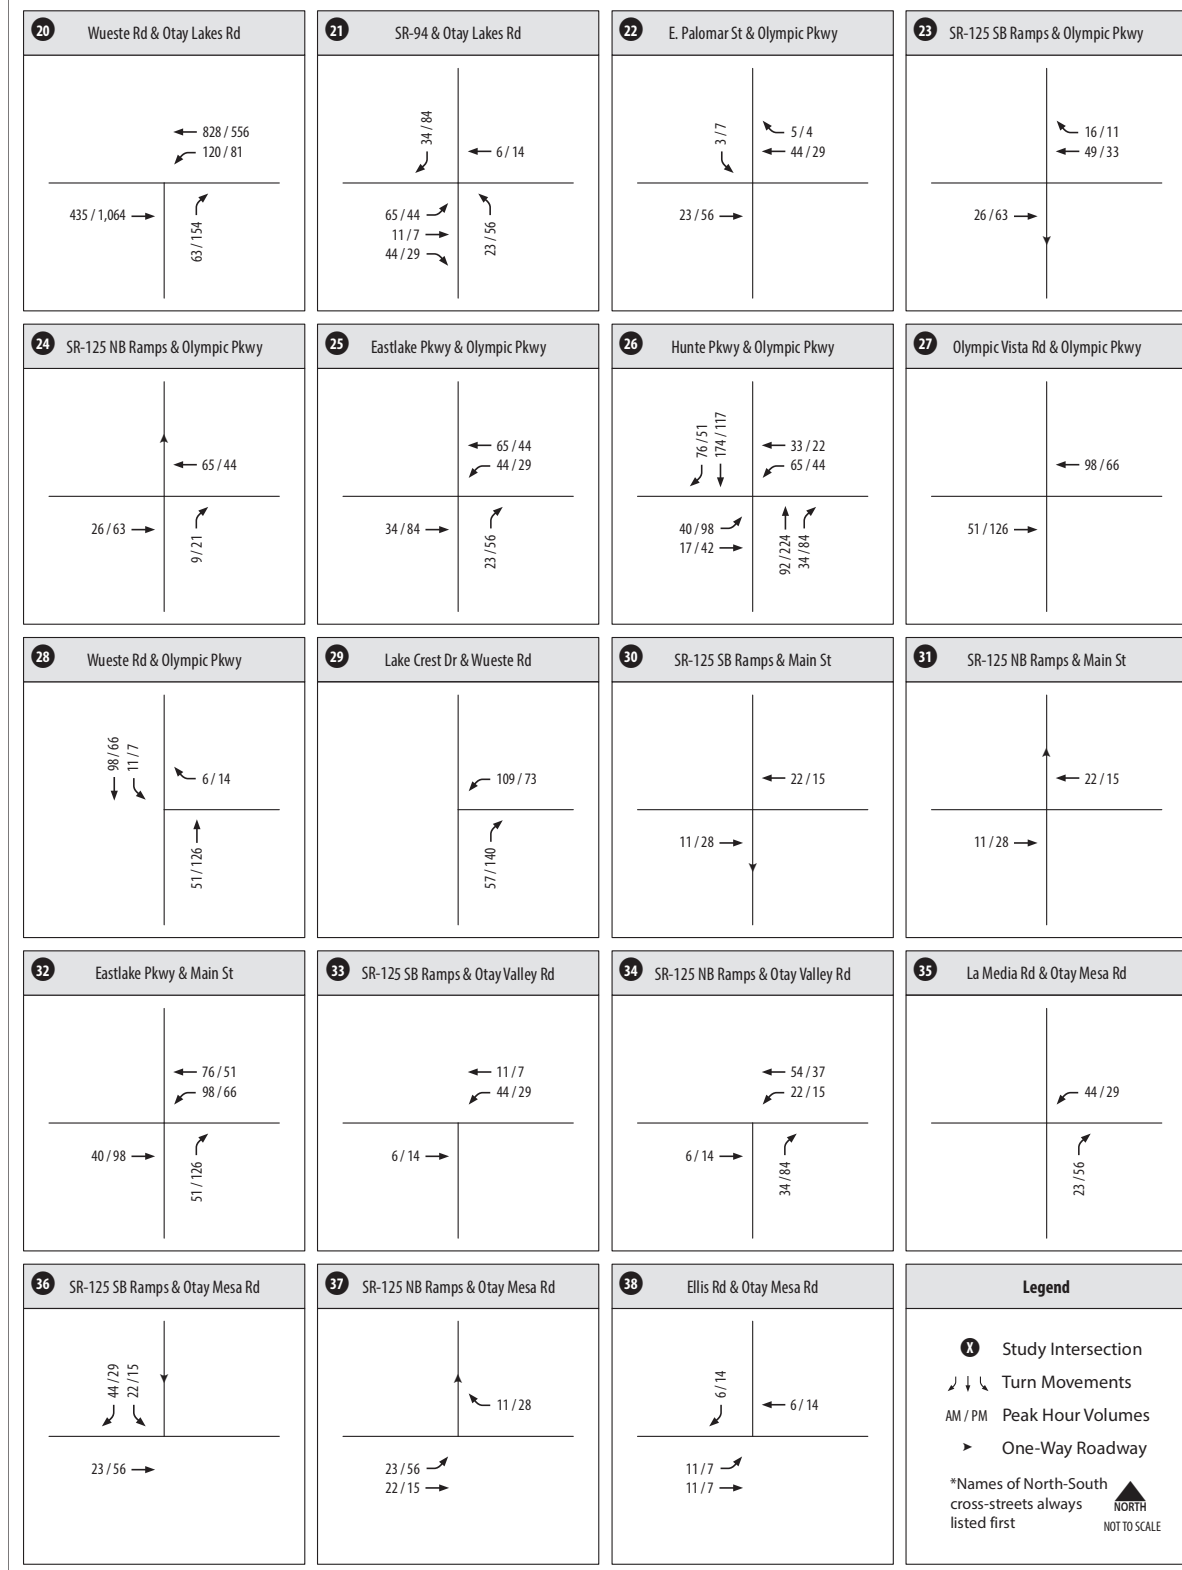 20 Wueste Rd & Otay Lakes Rd
828 / 556
120 / 81
435 / 1,064
63 / 154
21 SR-94 & Otay Lakes Rd
34 / 84
6 / 14
65 / 44
11 / 7
44 / 29
23 / 56
22 E. Palomar St & Olympic Pkwy
3 / 7
5 / 4
44 / 29
23 / 56
23 SR-125 SB Ramps & Olympic Pkwy
16 / 11
49 / 33
26 / 63
24 SR-125 NB Ramps & Olympic Pkwy
65 / 44
26 / 63
9 / 21
25 Eastlake Pkwy & Olympic Pkwy
65 / 44
44 / 29
34 / 84
23 / 56
26 Hunte Pkwy & Olympic Pkwy
76 / 51
174 / 117
33 / 22
65 / 44
40 / 98
17 / 42
92 / 224
34 / 84
27 Olympic Vista Rd & Olympic Pkwy
98 / 66
51 / 126
28 Wueste Rd & Olympic Pkwy
98 / 66
11 / 7
6 / 14
51 / 126
29 Lake Crest Dr & Wueste Rd
109 / 73
57 / 140
30 SR-125 SB Ramps & Main St
22 / 15
11 / 28
31 SR-125 NB Ramps & Main St
22 / 15
11 / 28
32 Eastlake Pkwy & Main St
76 / 51
98 / 66
40 / 98
51 / 126
33 SR-125 SB Ramps & Otay Valley Rd
11 / 7
44 / 29
6 / 14
34 SR-125 NB Ramps & Otay Valley Rd
54 / 37
22 / 15
6 / 14
34 / 84
35 La Media Rd & Otay Mesa Rd
44 / 29
23 / 56
36 SR-125 SB Ramps & Otay Mesa Rd
44 / 29
22 / 15
23 / 56
37 SR-125 NB Ramps & Otay Mesa Rd
11 / 28
23 / 56
22 / 15
38 Ellis Rd & Otay Mesa Rd
6 / 14
6 / 14
11 / 7
11 / 7
Legend
X Study Intersection
Turn Movements
AM / PM Peak Hour Volumes
One-Way Roadway
*Names of North-South
cross-streets always
listed first
NORTH
NOT TO SCALE